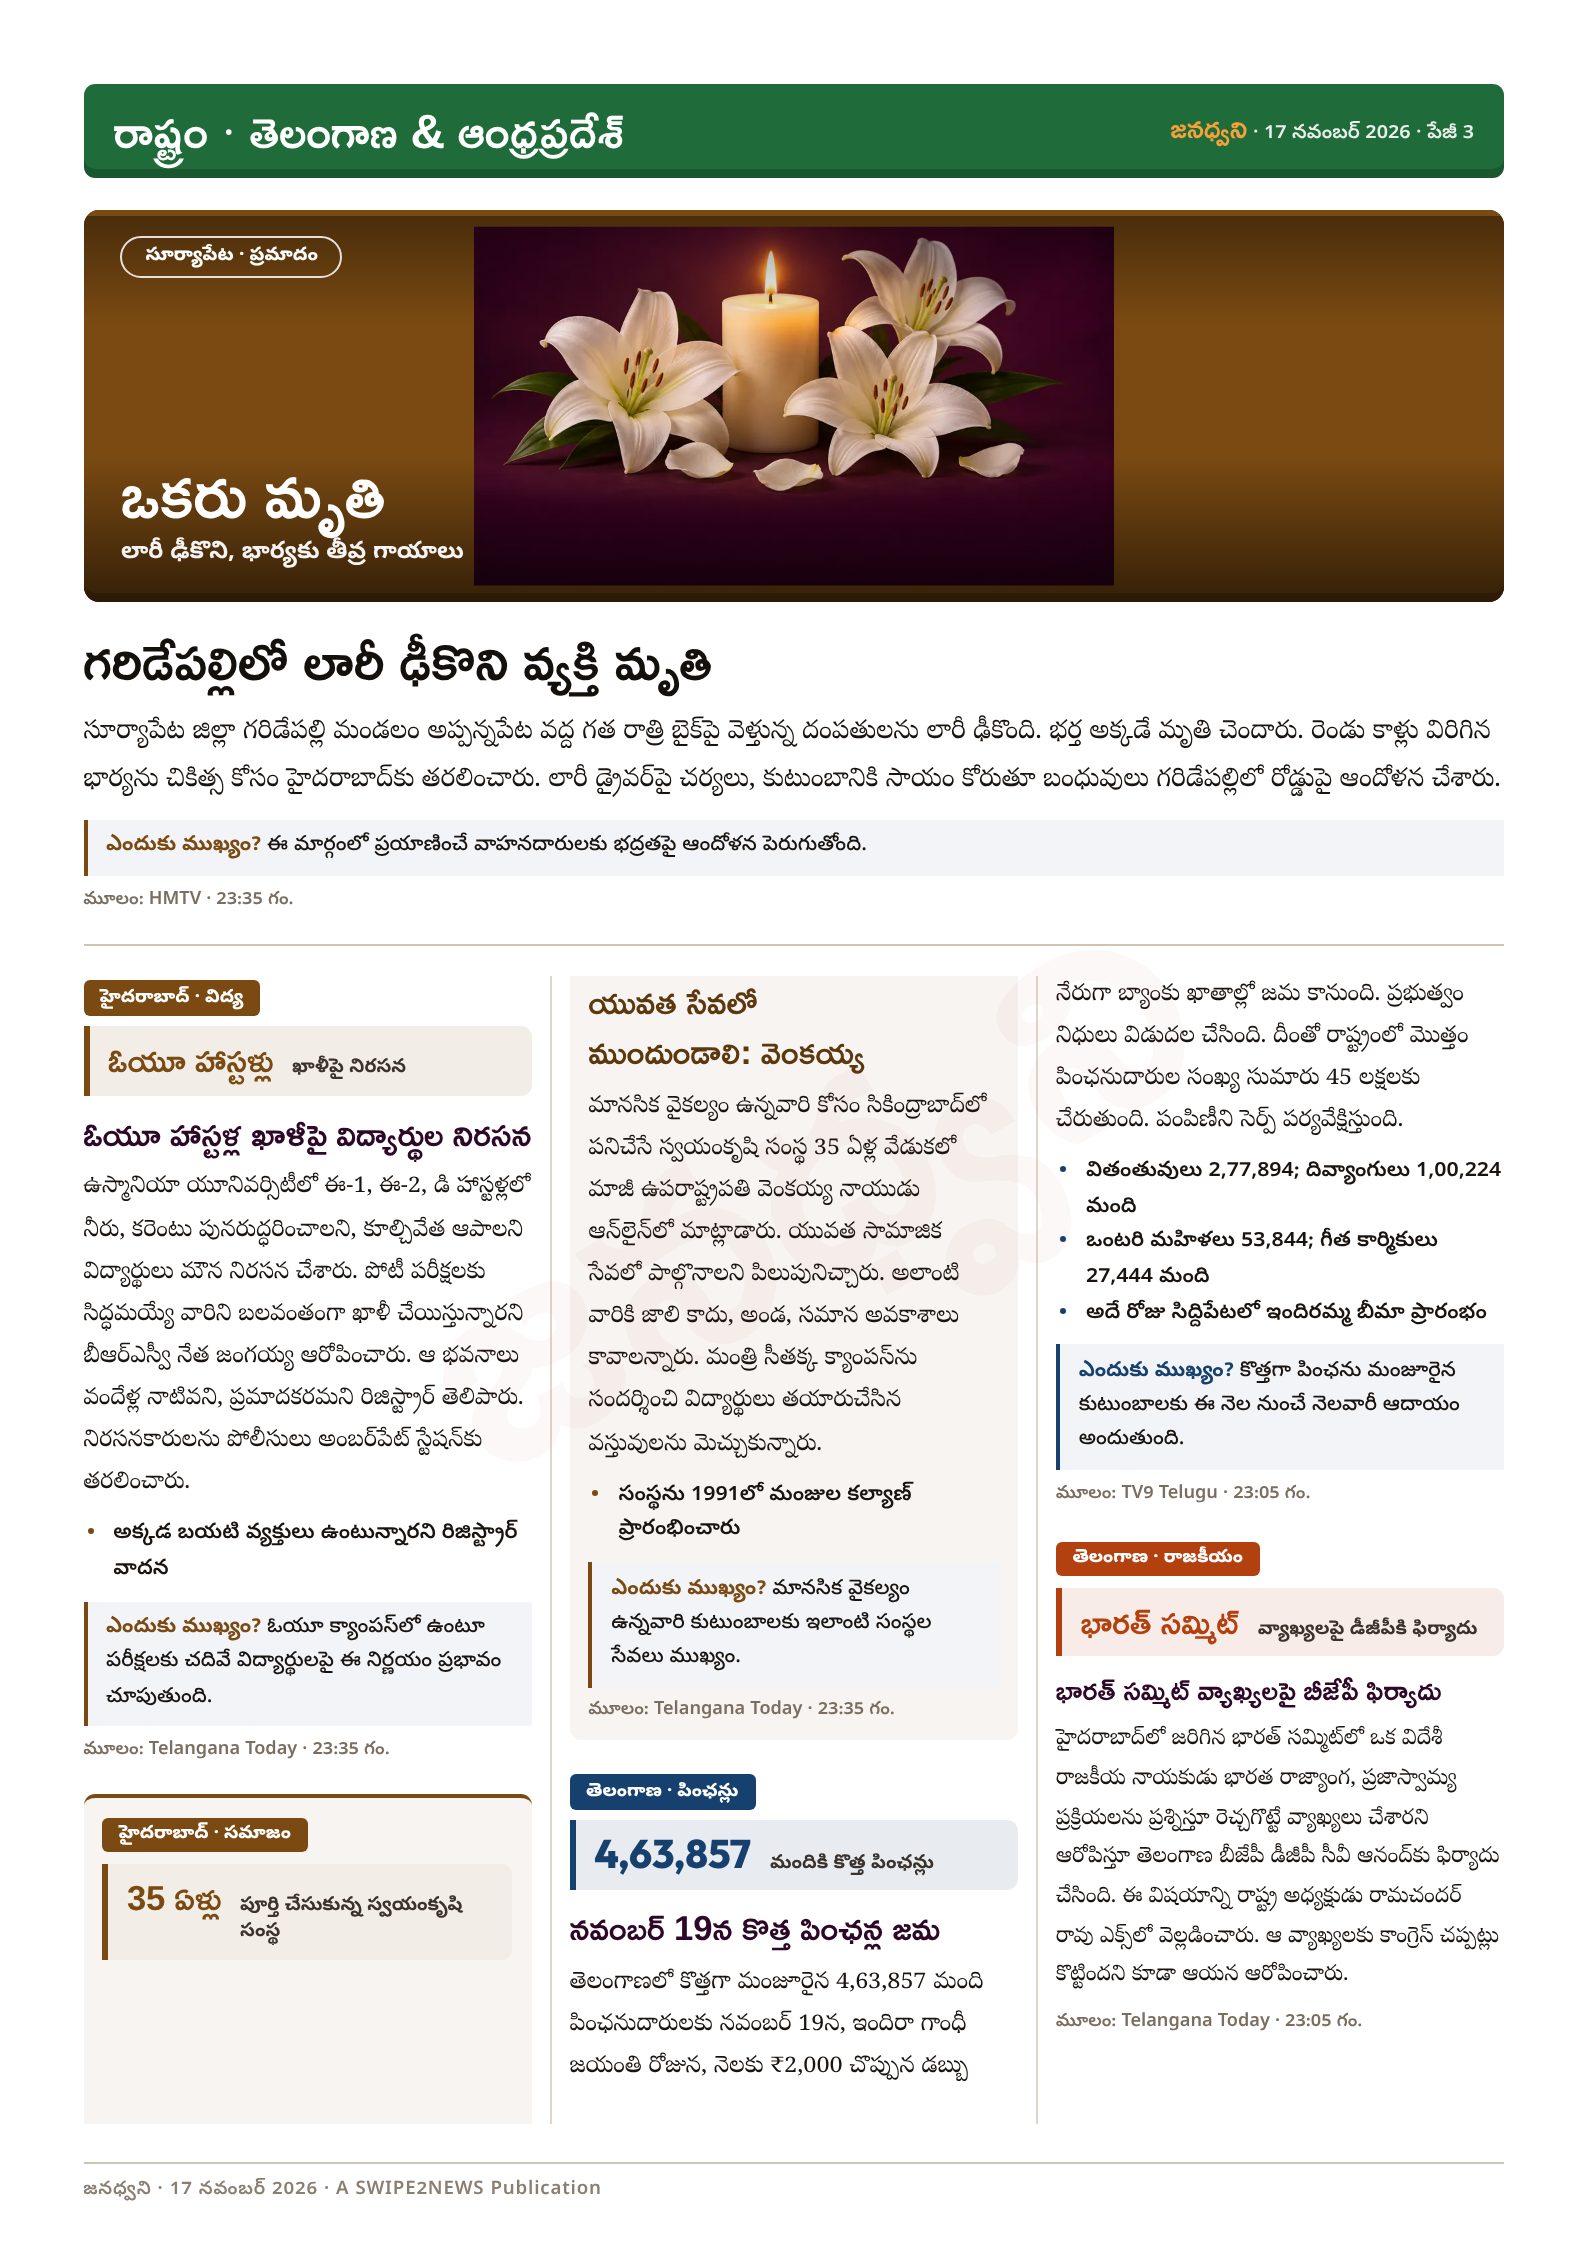 రాష్ట్రం · తెలంగాణ & ఆంధ్రప్రదేశ్
జనధ్వని · 17 నవంబర్ 2026 · పేజీ 3
సూర్యాపేట · ప్రమాదం
ఒకరు మృతి
లారీ ఢీకొని, భార్యకు తీవ్ర గాయాలు
గరిడేపల్లిలో లారీ ఢీకొని వ్యక్తి మృతి
సూర్యాపేట జిల్లా గరిడేపల్లి మండలం అప్పన్నపేట వద్ద గత రాత్రి బైక్‌పై వెళ్తున్న దంపతులను లారీ ఢీకొంది. భర్త అక్కడే మృతి చెందారు. రెండు కాళ్లు విరిగిన
భార్యను చికిత్స కోసం హైదరాబాద్‌కు తరలించారు. లారీ డ్రైవర్‌పై చర్యలు, కుటుంబానికి సాయం కోరుతూ బంధువులు గరిడేపల్లిలో రోడ్డుపై ఆందోళన చేశారు.
ఎందుకు ముఖ్యం? ఈ మార్గంలో ప్రయాణించే వాహనదారులకు భద్రతపై ఆందోళన పెరుగుతోంది.
మూలం: HMTV · 23:35 గం.
హైదరాబాద్ · విద్య
ఓయూ హాస్టళ్లు ఖాళీపై నిరసన
ఓయూ హాస్టళ్ల ఖాళీపై విద్యార్థుల నిరసన
ఉస్మానియా యూనివర్సిటీలో ఈ-1, ఈ-2, డి హాస్టళ్లలో
నీరు, కరెంటు పునరుద్ధరించాలని, కూల్చివేత ఆపాలని
విద్యార్థులు మౌన నిరసన చేశారు. పోటీ పరీక్షలకు
సిద్ధమయ్యే వారిని బలవంతంగా ఖాళీ చేయిస్తున్నారని
బీఆర్ఎస్వీ నేత జంగయ్య ఆరోపించారు. ఆ భవనాలు
వందేళ్ల నాటివని, ప్రమాదకరమని రిజిస్ట్రార్ తెలిపారు.
నిరసనకారులను పోలీసులు అంబర్‌పేట్ స్టేషన్‌కు
తరలించారు.
• అక్కడ బయటి వ్యక్తులు ఉంటున్నారని రిజిస్ట్రార్
వాదన
ఎందుకు ముఖ్యం? ఓయూ క్యాంపస్‌లో ఉంటూ
పరీక్షలకు చదివే విద్యార్థులపై ఈ నిర్ణయం ప్రభావం
చూపుతుంది.
మూలం: Telangana Today · 23:35 గం.
హైదరాబాద్ · సమాజం
35 ఏళ్లు పూర్తి చేసుకున్న స్వయంకృషి
సంస్థ
యువత సేవలో
ముందుండాలి: వెంకయ్య
మానసిక వైకల్యం ఉన్నవారి కోసం సికింద్రాబాద్‌లో
పనిచేసే స్వయంకృషి సంస్థ 35 ఏళ్ల వేడుకలో
మాజీ ఉపరాష్ట్రపతి వెంకయ్య నాయుడు
ఆన్‌లైన్‌లో మాట్లాడారు. యువత సామాజిక
సేవలో పాల్గొనాలని పిలుపునిచ్చారు. అలాంటి
వారికి జాలి కాదు, అండ, సమాన అవకాశాలు
కావాలన్నారు. మంత్రి సీతక్క క్యాంపస్‌ను
సందర్శించి విద్యార్థులు తయారుచేసిన
వస్తువులను మెచ్చుకున్నారు.
• సంస్థను 1991లో మంజుల కల్యాణ్
ప్రారంభించారు
ఎందుకు ముఖ్యం? మానసిక వైకల్యం
ఉన్నవారి కుటుంబాలకు ఇలాంటి సంస్థల
సేవలు ముఖ్యం.
మూలం: Telangana Today · 23:35 గం.
తెలంగాణ · పింఛన్లు
4,63,857 మందికి కొత్త పింఛన్లు
నవంబర్ 19న కొత్త పింఛన్ల జమ
తెలంగాణలో కొత్తగా మంజూరైన 4,63,857 మంది
పింఛనుదారులకు నవంబర్ 19న, ఇందిరా గాంధీ
జయంతి రోజున, నెలకు ₹2,000 చొప్పున డబ్బు
నేరుగా బ్యాంకు ఖాతాల్లో జమ కానుంది. ప్రభుత్వం
నిధులు విడుదల చేసింది. దీంతో రాష్ట్రంలో మొత్తం
పింఛనుదారుల సంఖ్య సుమారు 45 లక్షలకు
చేరుతుంది. పంపిణీని సెర్ప్ పర్యవేక్షిస్తుంది.
• వితంతువులు 2,77,894; దివ్యాంగులు 1,00,224
మంది
• ఒంటరి మహిళలు 53,844; గీత కార్మికులు
27,444 మంది
• అదే రోజు సిద్దిపేటలో ఇందిరమ్మ బీమా ప్రారంభం
ఎందుకు ముఖ్యం? కొత్తగా పింఛను మంజూరైన
కుటుంబాలకు ఈ నెల నుంచే నెలవారీ ఆదాయం
అందుతుంది.
మూలం: TV9 Telugu · 23:05 గం.
తెలంగాణ · రాజకీయం
భారత్ సమ్మిట్ వ్యాఖ్యలపై డీజీపీకి ఫిర్యాదు
భారత్ సమ్మిట్ వ్యాఖ్యలపై బీజేపీ ఫిర్యాదు
హైదరాబాద్‌లో జరిగిన భారత్ సమ్మిట్‌లో ఒక విదేశీ
రాజకీయ నాయకుడు భారత రాజ్యాంగ, ప్రజాస్వామ్య
ప్రక్రియలను ప్రశ్నిస్తూ రెచ్చగొట్టే వ్యాఖ్యలు చేశారని
ఆరోపిస్తూ తెలంగాణ బీజేపీ డీజీపీ సీవీ ఆనంద్‌కు ఫిర్యాదు
చేసింది. ఈ విషయాన్ని రాష్ట్ర అధ్యక్షుడు రామచందర్
రావు ఎక్స్‌లో వెల్లడించారు. ఆ వ్యాఖ్యలకు కాంగ్రెస్ చప్పట్లు
కొట్టిందని కూడా ఆయన ఆరోపించారు.
మూలం: Telangana Today · 23:05 గం.
జనధ్వని
జనధ్వని · 17 నవంబర్ 2026 · A SWIPE2NEWS Publication